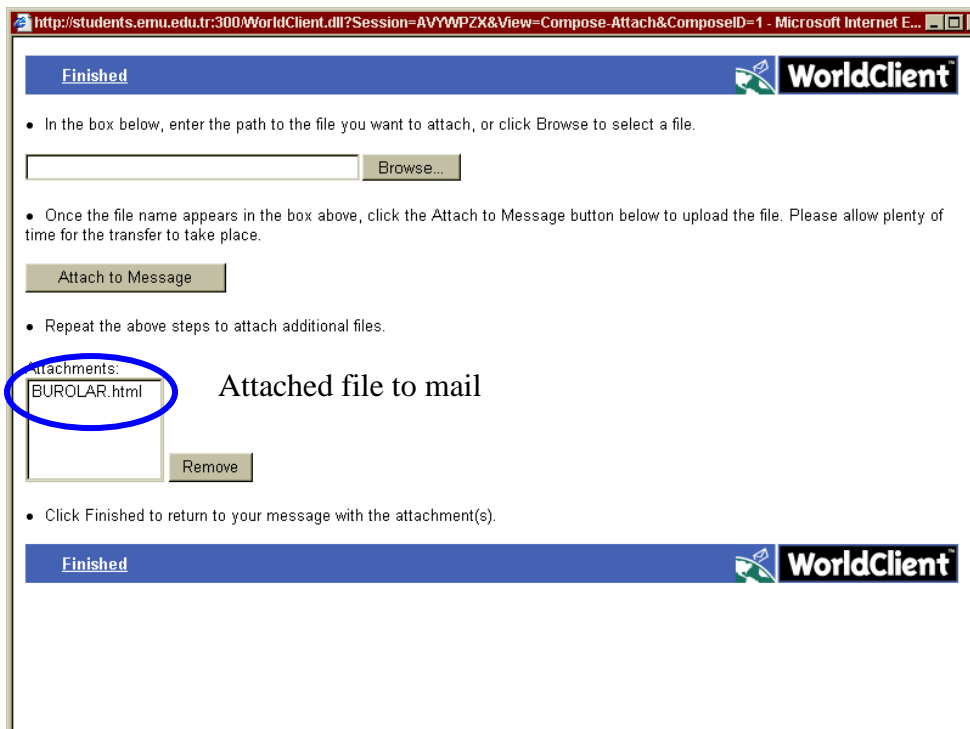 http://students.emu.edu.tr:300/WorldClient.dll?Session=AVYWPZX&View=Compose-Attach&ComposeID=1 - Microsoft Internet E...
Finished
WorldClient™
• In the box below, enter the path to the file you want to attach, or click Browse to select a file.
Browse...
• Once the file name appears in the box above, click the Attach to Message button below to upload the file. Please allow plenty of
time for the transfer to take place.
Attach to Message
• Repeat the above steps to attach additional files.
Attachments:
BUROLAR.html
Attached file to mail
Remove
• Click Finished to return to your message with the attachment(s).
Finished
WorldClient™